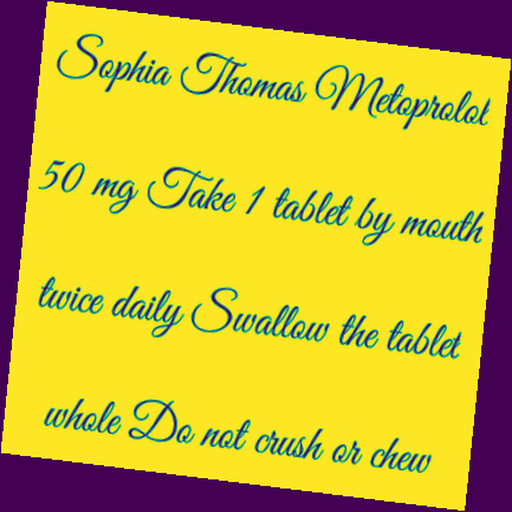 Sophia Thomas Metoprolol
50 mg Take 1 tablet by mouth
twice daily Swallow the tablet
whole Do not crush or chew